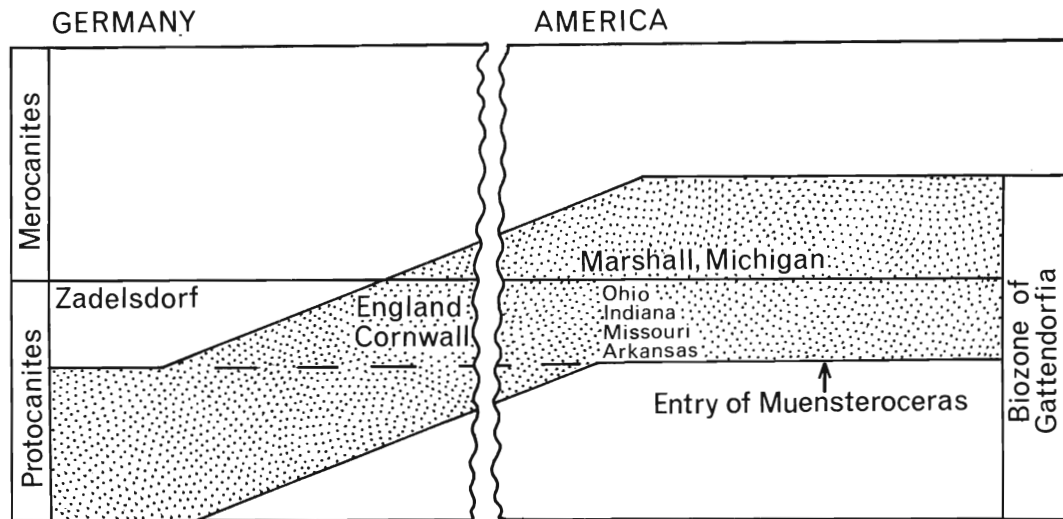 GERMANY
AMERICA
Merocanites
Marshall, Michigan
Zadelsdorf
England
Cornwall
Ohio
Indiana
Missouri
Arkansas
Entry of Muensteroceras
Protocanites
Biozone of
Gattendorfia